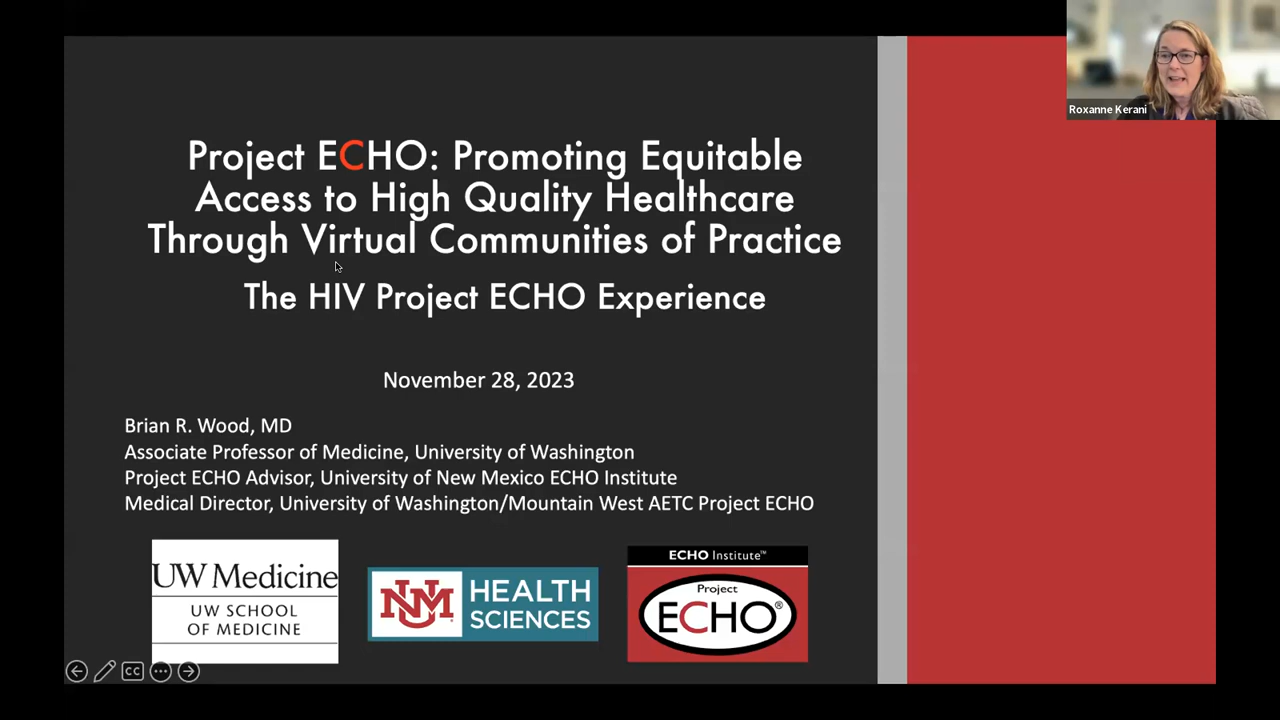 Roxanne Kerani
Project ECHO: Promoting Equitable
Access to High Quality Healthcare
Through Virtual Communities of Practice
The HIV Project ECHO Experience
November 28, 2023
Brian R. Wood, MD
Associate Professor of Medicine, University of Washington
Project ECHO Advisor, University of New Mexico ECHO Institute
Medical Director, University of Washington/Mountain West AETC Project ECHO
UW Medicine
UW SCHOOL
OF MEDICINE
UNM
HEALTH
SCIENCES
ECHO Institute™
Project
ECHO®
CC